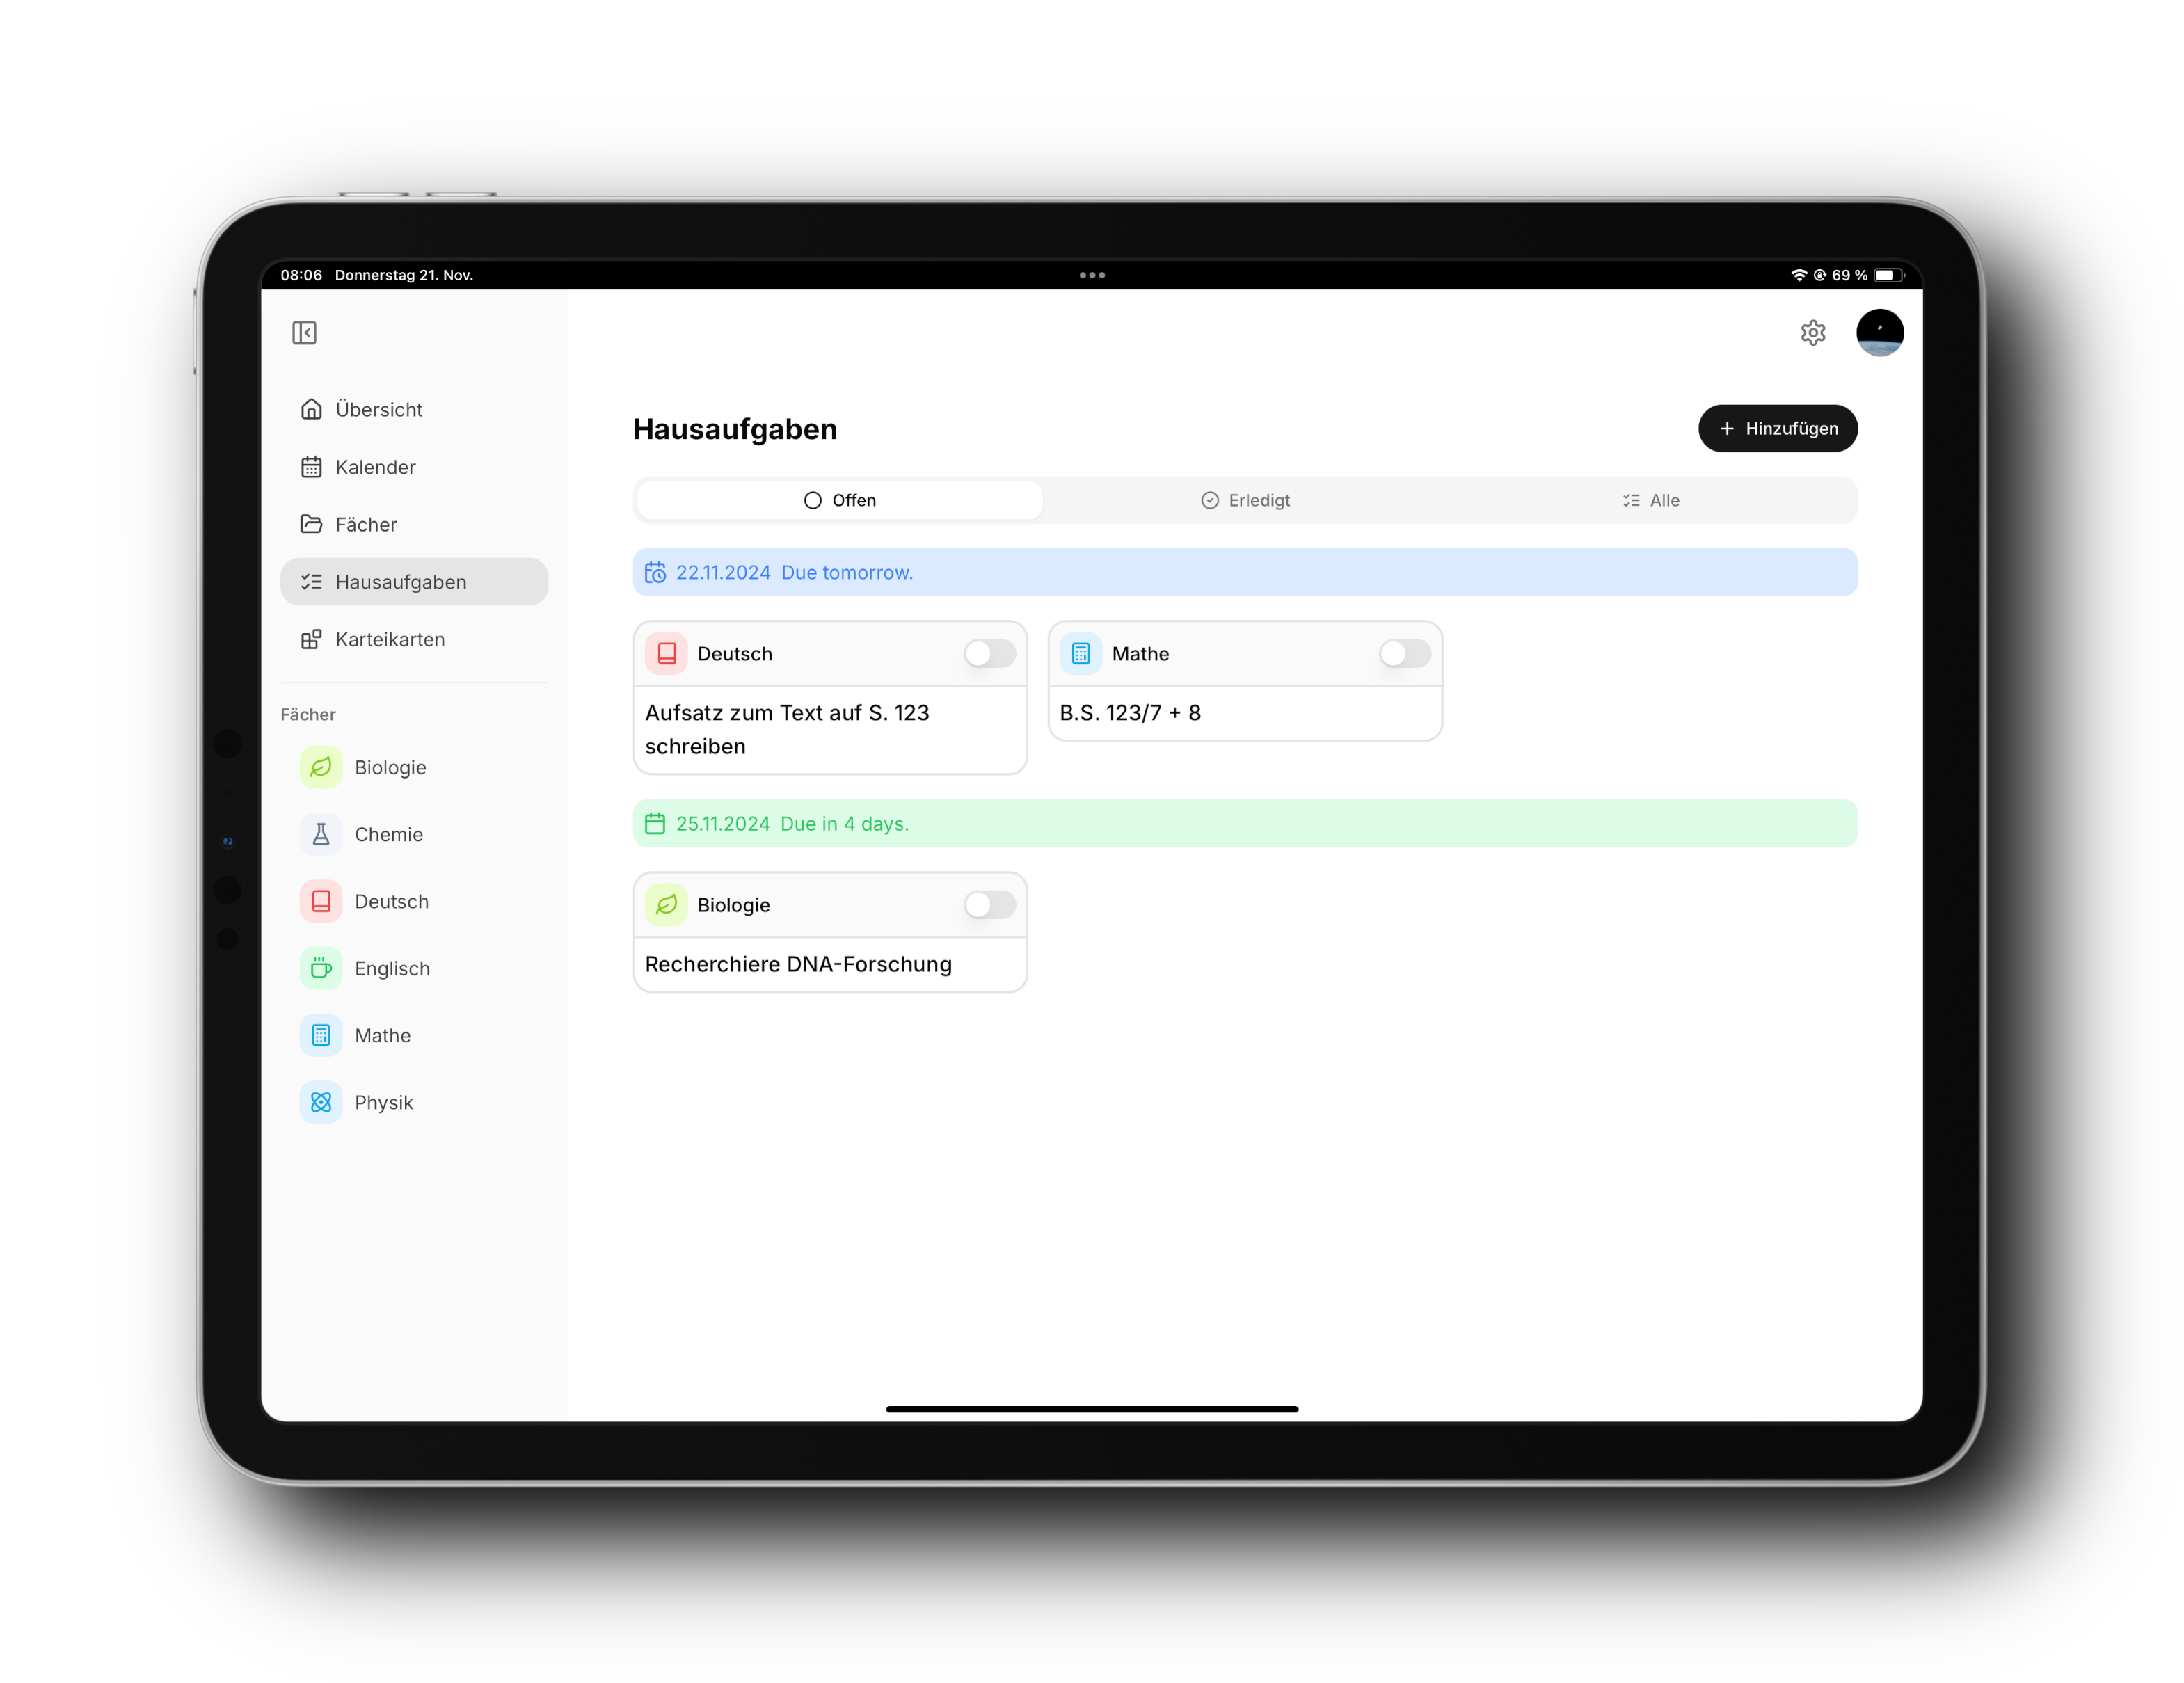 08:06 Donnerstag 21. Nov.
69 %
Übersicht
Kalender
Fächer
Hausaufgaben
Karteikarten
Fächer
Biologie
Chemie
Deutsch
Englisch
Mathe
Physik
Hausaufgaben
Hinzufügen
Offen
Erledigt
Alle
22.11.2024 Due tomorrow.
Deutsch
Aufsatz zum Text auf S. 123
schreiben
Mathe
B.S. 123/7 + 8
25.11.2024 Due in 4 days.
Biologie
Recherchiere DNA-Forschung